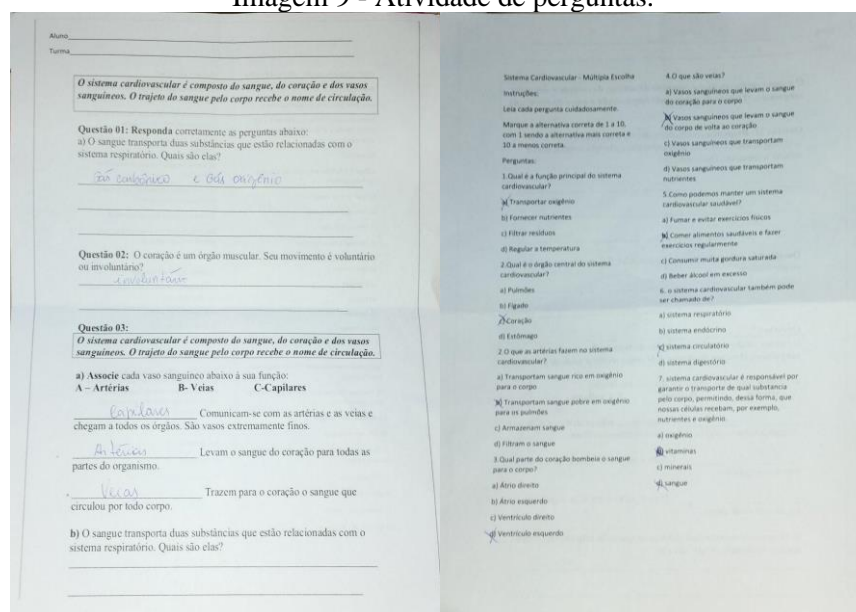 Imagem 9 - Atividade de perguntas.
Aluno
Turma
O sistema cardiovascular é composto do sangue, do coração e dos vasos
sanguíneos. O trajeto do sangue pelo corpo recebe o nome de circulação.
Questão 01: Responda corretamente as perguntas abaixo:
a) O sangue transporta duas substâncias que estão relacionadas com o
sistema respiratório. Quais são elas?
Gás carbônico e Gás oxigênio
Questão 02: O coração é um órgão muscular. Seu movimento é voluntário
ou involuntário?
involuntário
Questão 03:
O sistema cardiovascular é composto do sangue, do coração e dos vasos
sanguíneos. O trajeto do sangue pelo corpo recebe o nome de circulação.
a) Associe cada vaso sanguíneo abaixo à sua função:
A – Artérias B- Veias C-Capilares
Capilares Comunicam-se com as artérias e as veias e
chegam a todos os órgãos. São vasos extremamente finos.
Artérias Levam o sangue do coração para todas as
partes do organismo.
Veias Trazem para o coração o sangue que
circulou por todo corpo.
b) O sangue transporta duas substâncias que estão relacionadas com o
sistema respiratório. Quais são elas?
Sistema Cardiovascular - Múltipla Escolha
Instruções:
Leia cada pergunta cuidadosamente.
Marque a alternativa correta de 1 a 10,
com 1 sendo a alternativa mais correta e
10 a menos correta.
Perguntas:
1.Qual é a função principal do sistema
cardiovascular?
a) Transportar oxigênio
b) Fornecer nutrientes
c) Filtrar resíduos
d) Regular a temperatura
2.Qual é o órgão central do sistema
cardiovascular?
a) Pulmões
b) Fígado
c) Coração
d) Estômago
2.O que as artérias fazem no sistema
cardiovascular?
a) Transportam sangue rico em oxigênio
para o corpo
b) Transportam sangue pobre em oxigênio
para os pulmões
c) Armazenam sangue
d) Filtram o sangue
3.Qual parte do coração bombeia o sangue
para o corpo?
a) Átrio direito
b) Átrio esquerdo
c) Ventrículo direito
d) Ventrículo esquerdo
4.O que são veias?
a) Vasos sanguíneos que levam o sangue
do coração para o corpo
b) Vasos sanguíneos que levam o sangue
do corpo de volta ao coração
c) Vasos sanguíneos que transportam
oxigênio
d) Vasos sanguíneos que transportam
nutrientes
5.Como podemos manter um sistema
cardiovascular saudável?
a) Fumar e evitar exercícios físicos
b) Comer alimentos saudáveis e fazer
exercícios regularmente
c) Consumir muita gordura saturada
d) Beber álcool em excesso
6. o sistema cardiovascular também pode
ser chamado de?
a) sistema respiratório
b) sistema endócrino
c) sistema circulatório
d) sistema digestório
7. sistema cardiovascular é responsável por
garantir o transporte de qual substancia
pelo corpo, permitindo, dessa forma, que
nossas células recebam, por exemplo,
nutrientes e oxigênio.
a) oxigênio
b) vitaminas
c) minerais
d) sangue